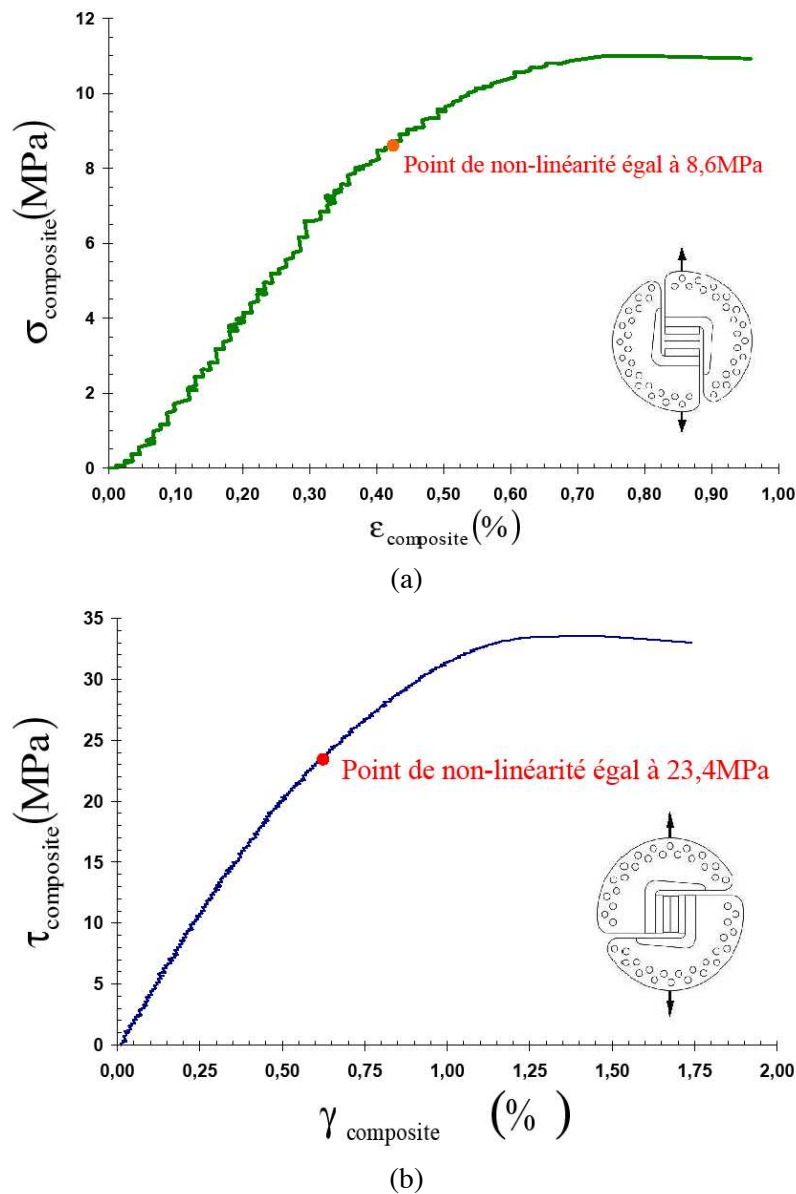 12
10
8
6
4
2
0
σcomposite(MPa)
Point de non-linéarité égal à 8,6MPa
0,00 0,10 0,20 0,30 0,40 0,50 0,60 0,70 0,80 0,90 1,00
εcomposite(%)
(a)
35
30
25
20
15
10
5
0
τcomposite(MPa)
Point de non-linéarité égal à 23,4MPa
0,00 0,25 0,50 0,75 1,00 1,25 1,50 1,75 2,00
γcomposite (%)
(b)